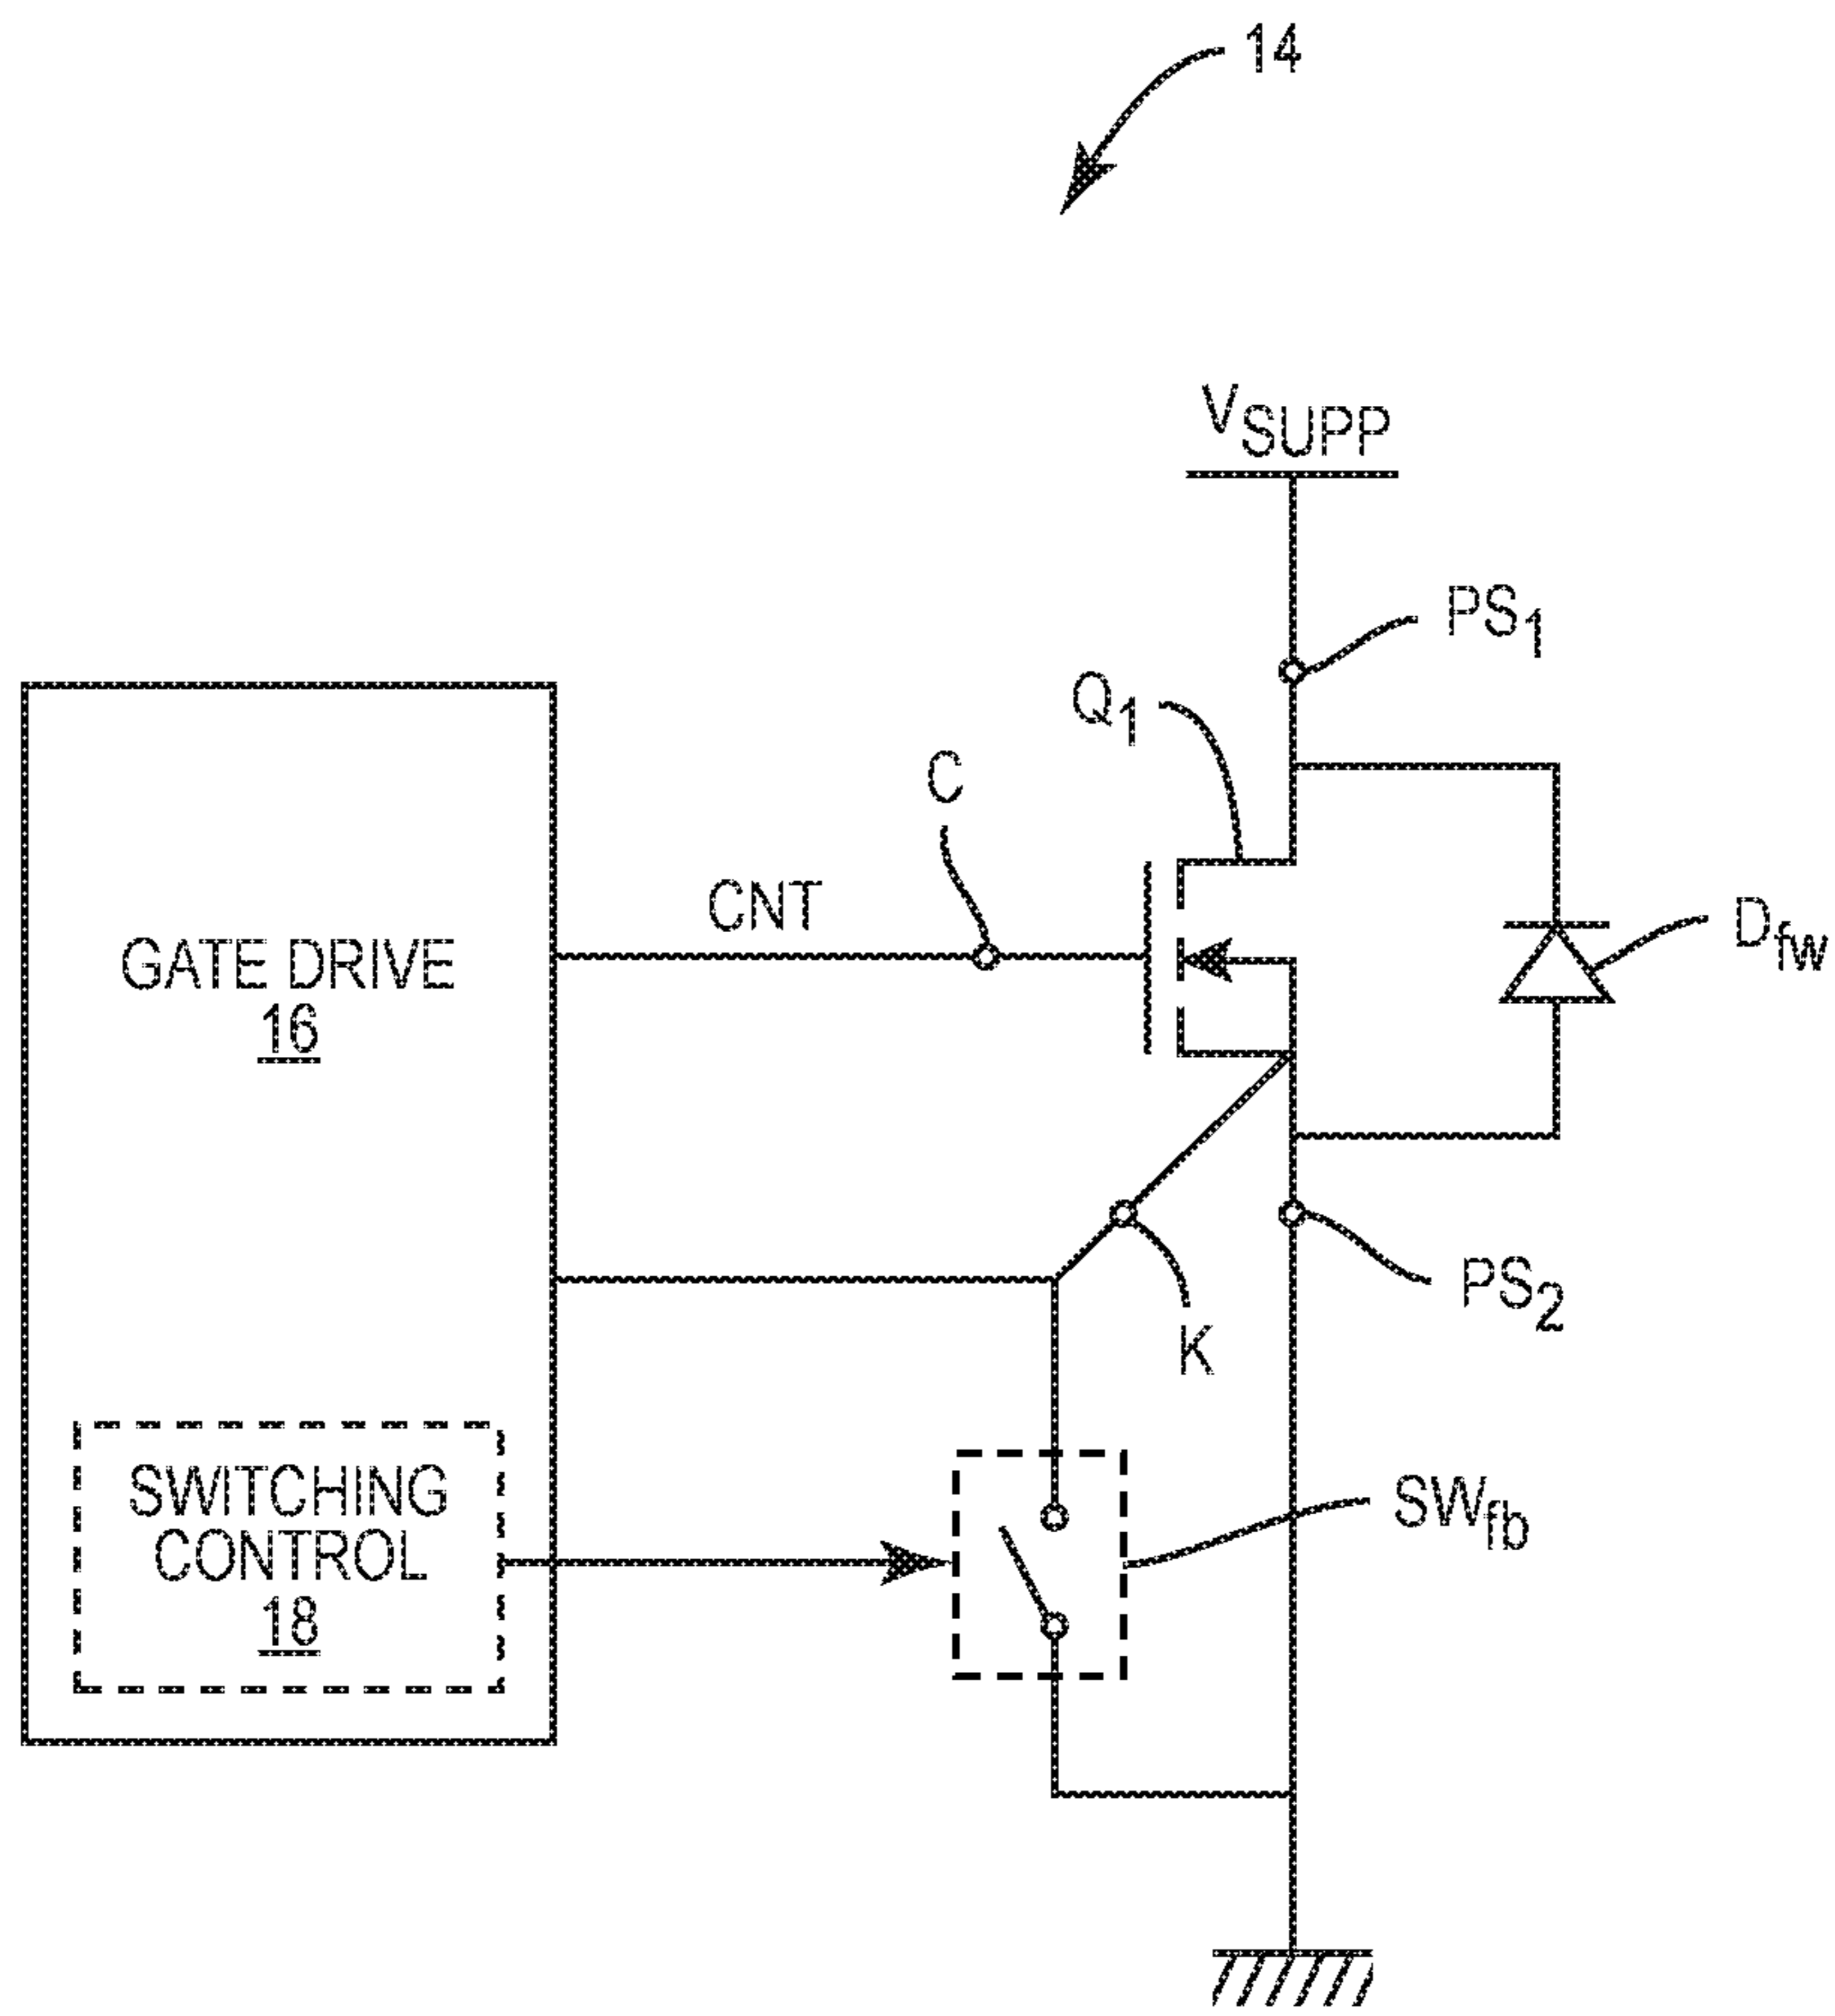 14
VSUPP
PS1
Q1
C
CNT
Dfw
GATE DRIVE
16
PS2
K
SWITCHING
CONTROL
18
SWfb